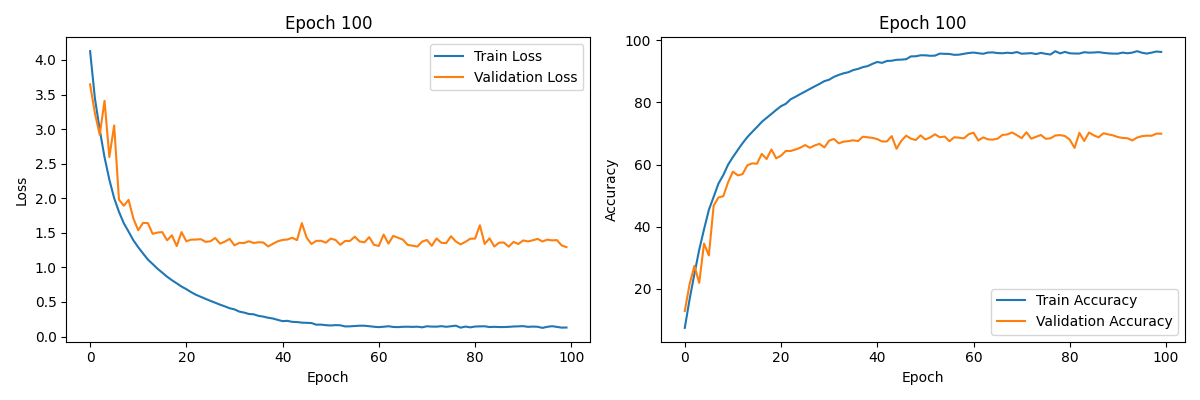 Epoch 100
Loss
4.0
3.5
3.0
2.5
2.0
1.5
1.0
0.5
0.0
Train Loss
Validation Loss
0 20 40 60 80 100
Epoch
Epoch 100
Accuracy
100
80
60
40
20
Train Accuracy
Validation Accuracy
0 20 40 60 80 100
Epoch